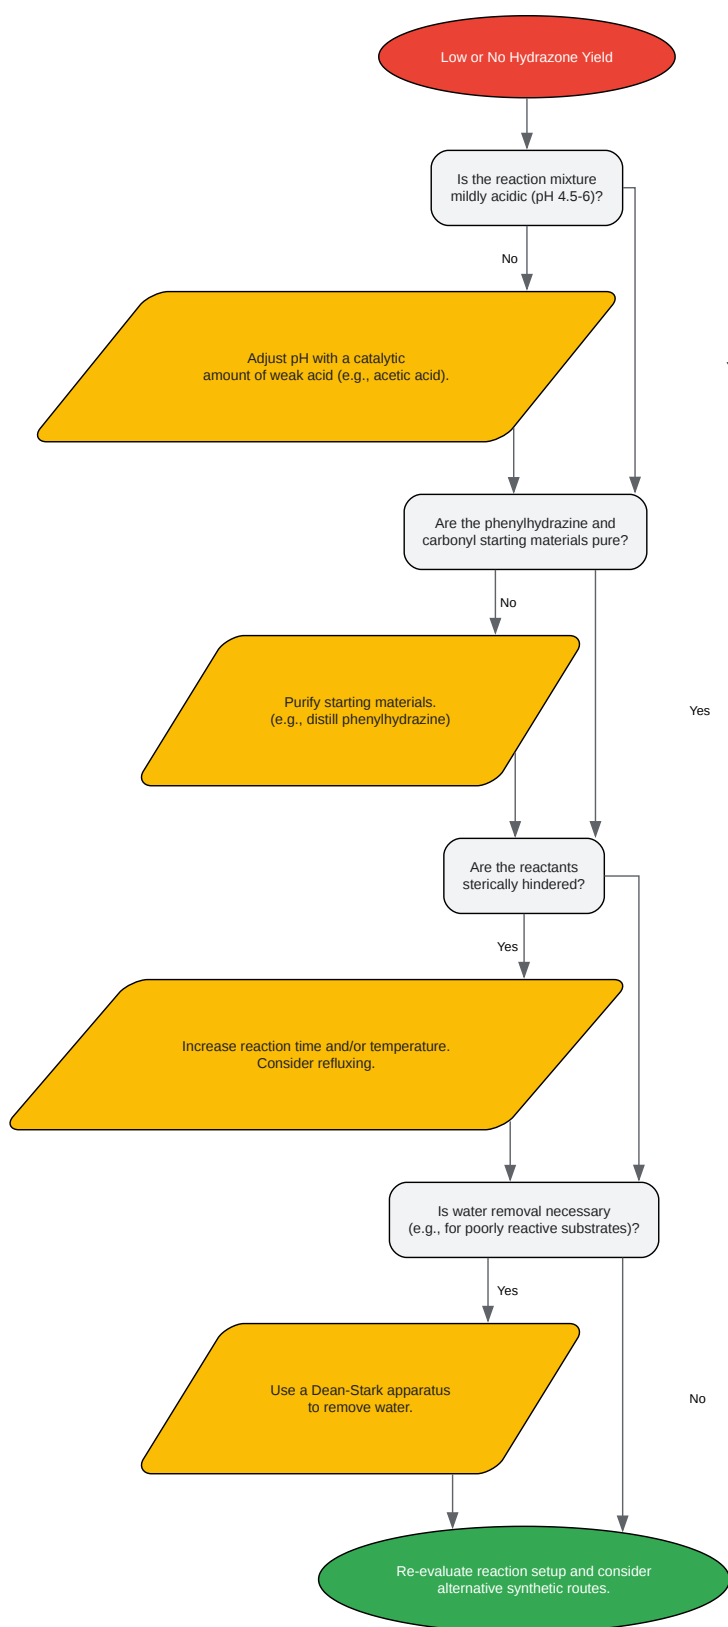 Low or No Hydrazone Yield
Is the reaction mixture
mildly acidic (pH 4.5-6)?
No
Adjust pH with a catalytic
amount of weak acid (e.g., acetic acid).
Are the phenylhydrazine and
carbonyl starting materials pure?
No
Purify starting materials.
(e.g., distill phenylhydrazine)
Yes
Are the reactants
sterically hindered?
Yes
Increase reaction time and/or temperature.
Consider refluxing.
Is water removal necessary
(e.g., for poorly reactive substrates)?
Yes
Use a Dean-Stark apparatus
to remove water.
No
Re-evaluate reaction setup and consider
alternative synthetic routes.